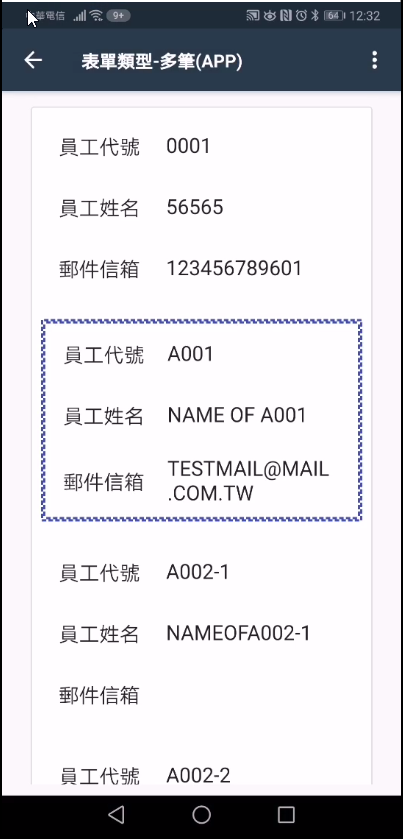 中華電信 9+ 64 12:32
表單類型-多筆(APP)
員工代號 0001
員工姓名 56565
郵件信箱 123456789601
員工代號 A001
員工姓名 NAME OF A001
郵件信箱 TESTMAIL@MAIL
.COM.TW
員工代號 A002-1
員工姓名 NAMEOFA002-1
郵件信箱
員工代號 A002-2